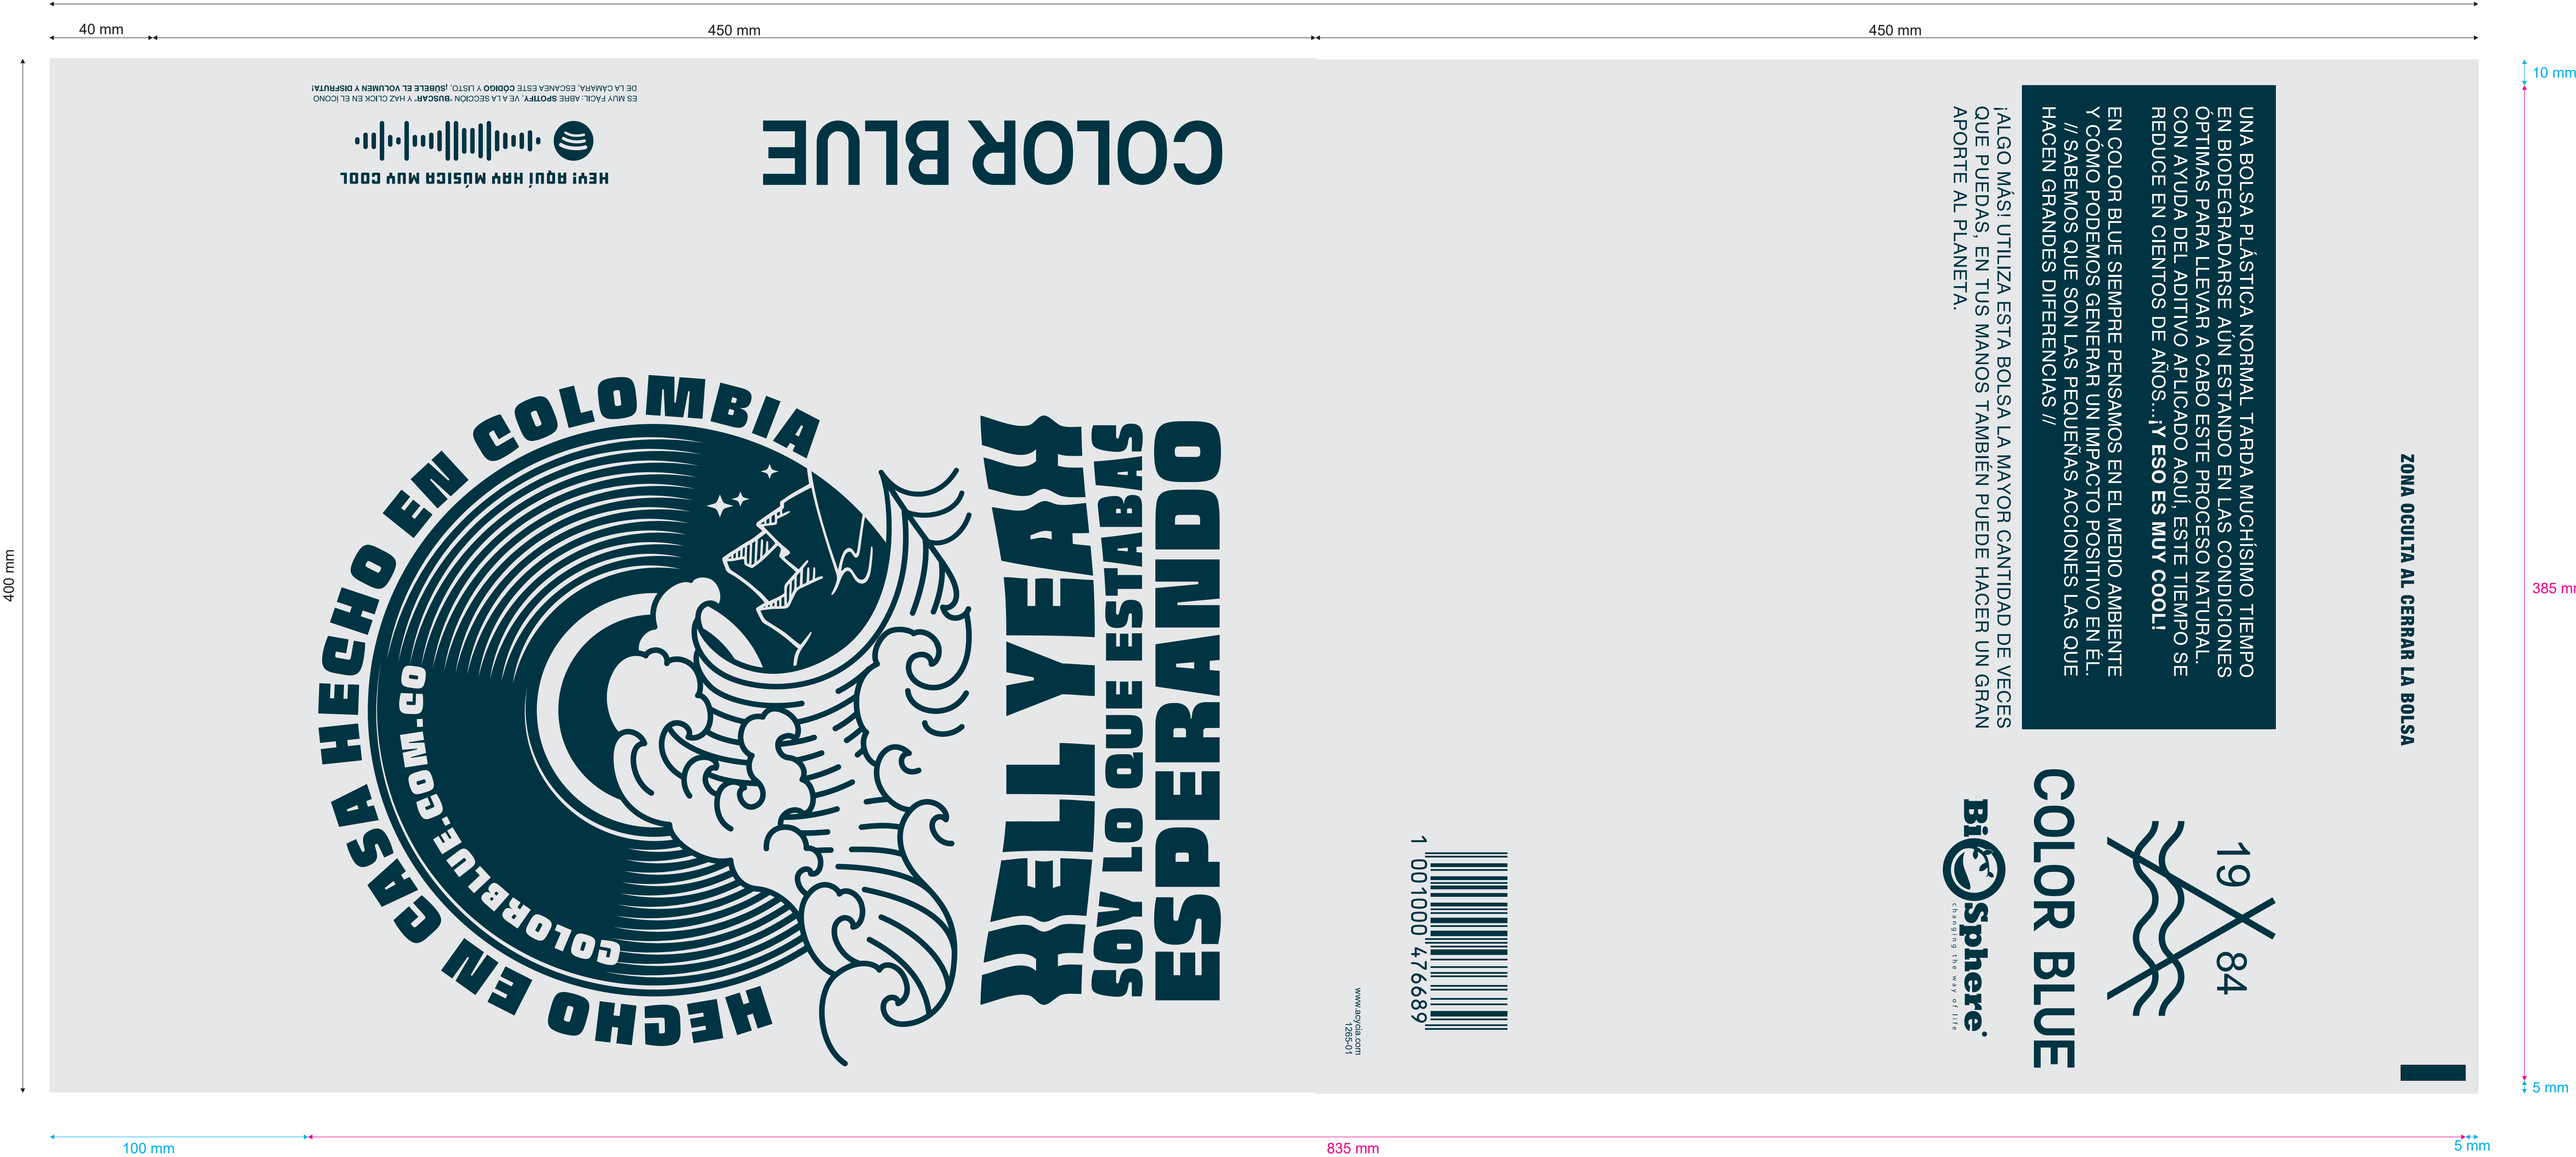 40 mm
450 mm
450 mm
400 mm
10 mm
385 m
5 mm
100 mm
835 mm
5 mm
HEY! AQUÍ HAY MÚSICA MUY COOL
ES MUY FÁCIL: ABRE SPOTIFY, VE A LA SECCIÓN "BUSCAR" Y HAZ CLICK EN EL ÍCONO
DE LA CÁMARA, ESCANEA ESTE CÓDIGO Y LISTO, ¡SÚBELE EL VOLUMEN Y DISFRUTA!
COLOR BLUE
HECHO EN CASA HECHO EN COLOMBIA
COLORBLUE.COM.CO
HELL YEAH
SOY LO QUE ESTABAS
ESPERANDO
UNA BOLSA PLÁSTICA NORMAL TARDA MUCHÍSIMO TIEMPO
EN BIODEGRADARSE AÚN ESTANDO EN LAS CONDICIONES
ÓPTIMAS PARA LLEVAR A CABO ESTE PROCESO NATURAL.
CON AYUDA DEL ADITIVO APLICADO AQUÍ, ESTE TIEMPO SE
REDUCE EN CIENTOS DE AÑOS...¡Y ESO ES MUY COOL!
EN COLOR BLUE SIEMPRE PENSAMOS EN EL MEDIO AMBIENTE
Y CÓMO PODEMOS GENERAR UN IMPACTO POSITIVO EN ÉL.
// SABEMOS QUE SON LAS PEQUEÑAS ACCIONES LAS QUE
HACEN GRANDES DIFERENCIAS //
¡ALGO MÁS! UTILIZA ESTA BOLSA LA MAYOR CANTIDAD DE VECES
QUE PUEDAS, EN TUS MANOS TAMBIÉN PUEDE HACER UN GRAN
APORTE AL PLANETA.
ZONA OCULTA AL CERRAR LA BOLSA
19 84
COLOR BLUE
BioSphere
changing the way of life
1 001000 476689
www.acycia.com
1265-01